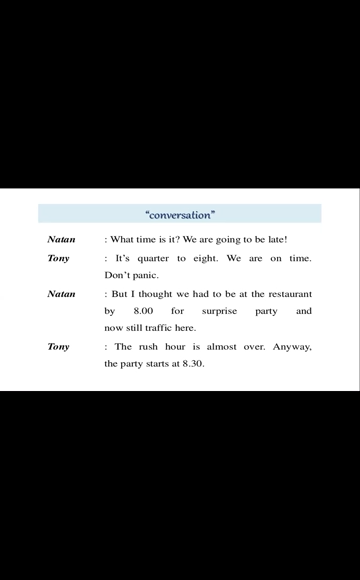 “conversation”
Natan : What time is it? We are going to be late!
Tony : It’s quarter to eight. We are on time.
Don’t panic.
Natan : But I thought we had to be at the restaurant
by 8.00 for surprise party and
now still traffic here.
Tony : The rush hour is almost over. Anyway,
the party starts at 8.30.